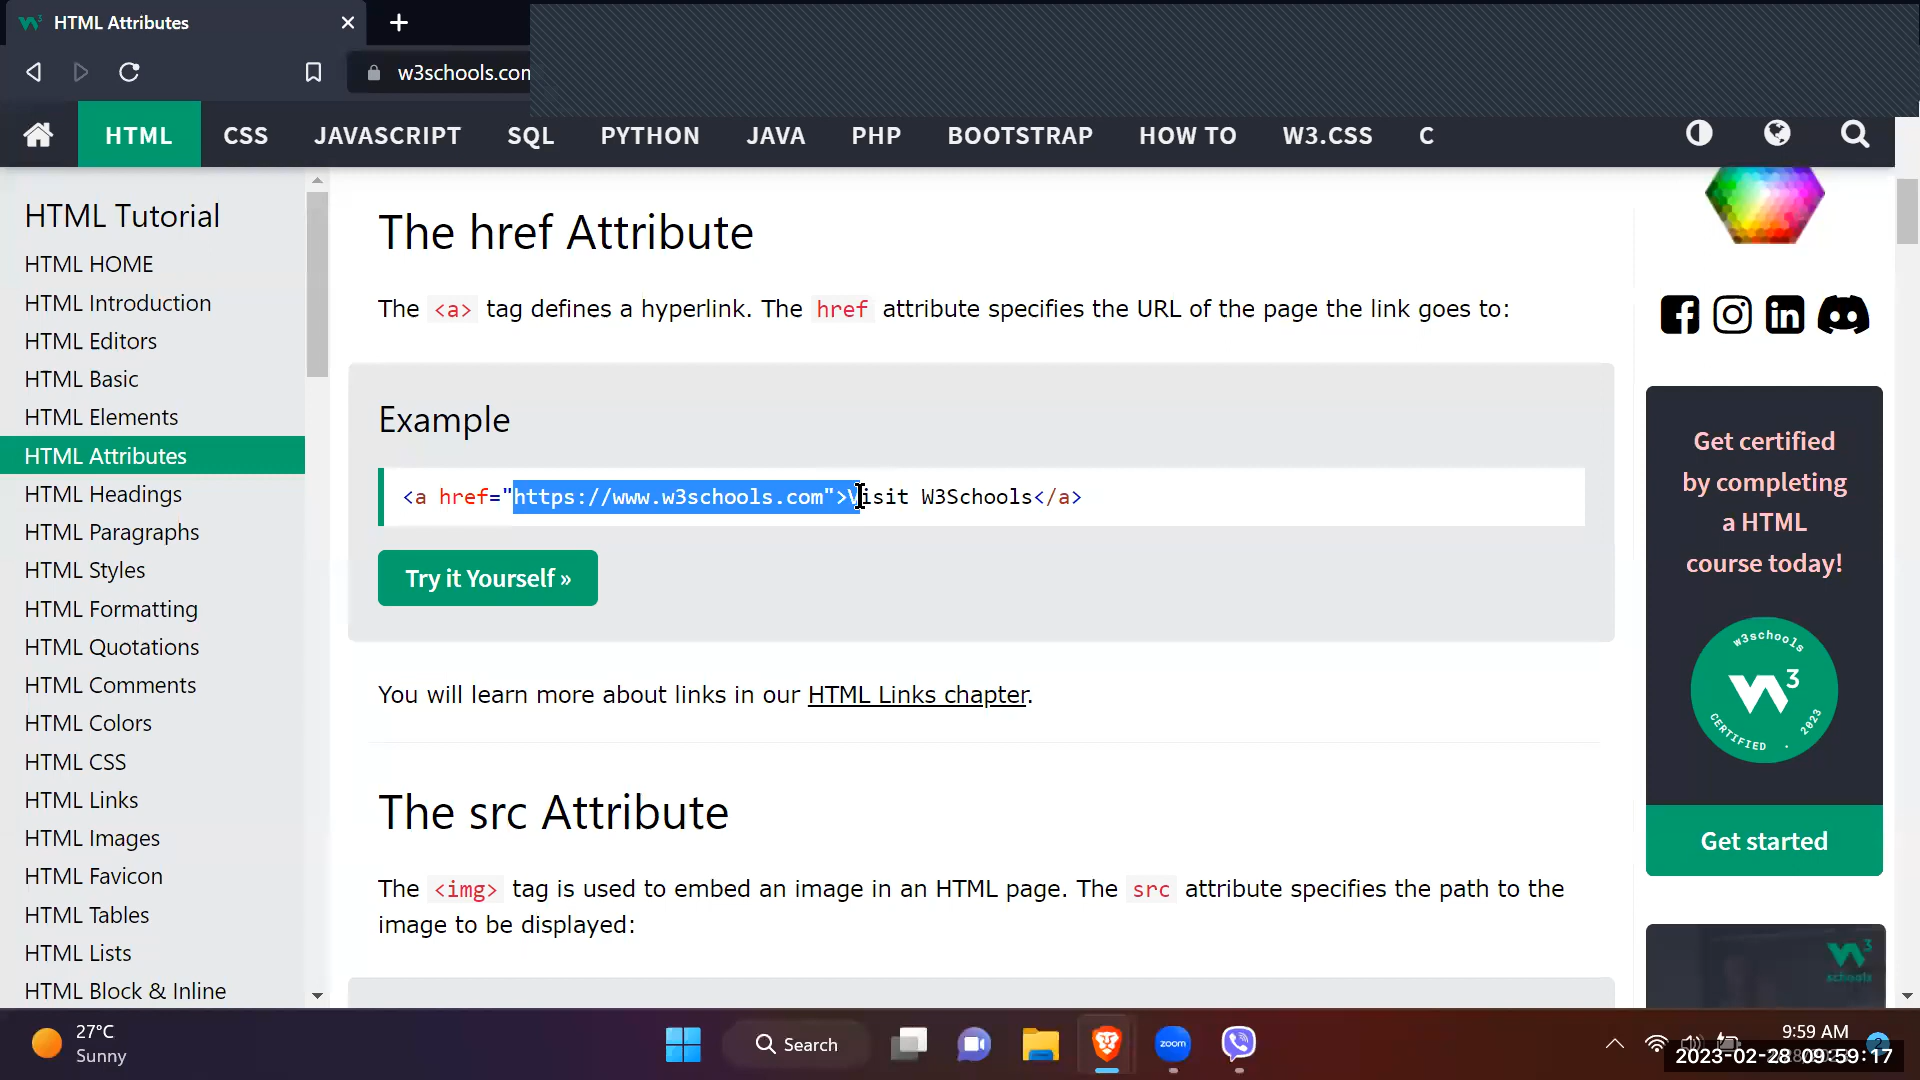 HTML Attributes
w3schools.com
HTML
CSS
JAVASCRIPT
SQL
PYTHON
JAVA
PHP
BOOTSTRAP
HOW TO
W3.CSS
C
HTML Tutorial
HTML HOME
HTML Introduction
HTML Editors
HTML Basic
HTML Elements
HTML Attributes
HTML Headings
HTML Paragraphs
HTML Styles
HTML Formatting
HTML Quotations
HTML Comments
HTML Colors
HTML CSS
HTML Links
HTML Images
HTML Favicon
HTML Tables
HTML Lists
HTML Block & Inline
The href Attribute
The <a> tag defines a hyperlink. The href attribute specifies the URL of the page the link goes to:
Example
<a href="https://www.w3schools.com">Visit W3Schools</a>
Try it Yourself »
You will learn more about links in our HTML Links chapter.
The src Attribute
The <img> tag is used to embed an image in an HTML page. The src attribute specifies the path to the
image to be displayed:
Get certified
by completing
a HTML
course today!
w3schools
W3
CERTIFIED . 2023
Get started
W3
schools
27°C
Sunny
Search
zoom
9:59 AM
2
2023-02-28 09:59:17